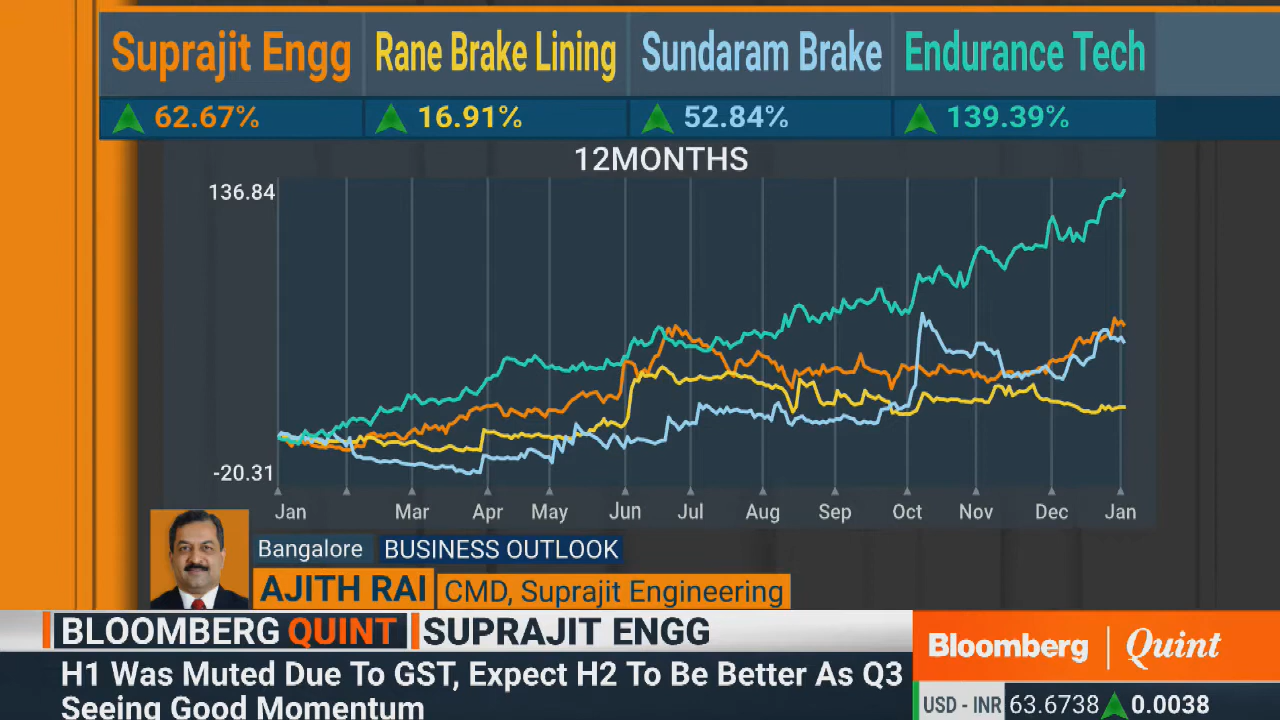 Suprajit Engg Rane Brake Lining Sundaram Brake Endurance Tech
62.67% 16.91% 52.84% 139.39%
12MONTHS
136.84
-20.31
Jan Mar Apr May Jun Jul Aug Sep Oct Nov Dec Jan
Bangalore BUSINESS OUTLOOK
AJITH RAI CMD, Suprajit Engineering
BLOOMBERG QUINT SUPRAJIT ENGG
H1 Was Muted Due To GST, Expect H2 To Be Better As Q3
Seeing Good Momentum
Bloomberg | Quint
USD - INR 63.6738 0.0038